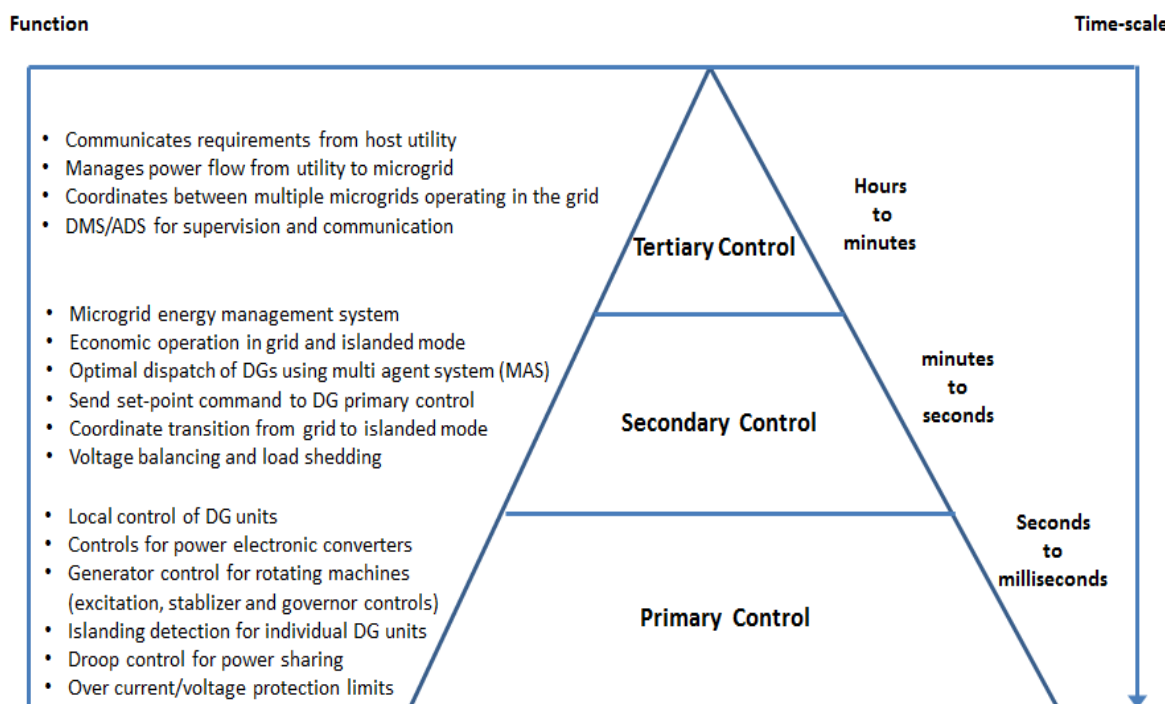 Function
Time-scale
• Communicates requirements from host utility
• Manages power flow from utility to microgrid
• Coordinates between multiple microgrids operating in the grid
• DMS/ADS for supervision and communication
Hours
to
minutes
Tertiary Control
• Microgrid energy management system
• Economic operation in grid and islanded mode
• Optimal dispatch of DGs using multi agent system (MAS)
• Send set-point command to DG primary control
• Coordinate transition from grid to islanded mode
• Voltage balancing and load shedding
minutes
to
seconds
Secondary Control
• Local control of DG units
• Controls for power electronic converters
• Generator control for rotating machines
(excitation, stablizer and governor controls)
• Islanding detection for individual DG units
• Droop control for power sharing
• Over current/voltage protection limits
Seconds
to
milliseconds
Primary Control